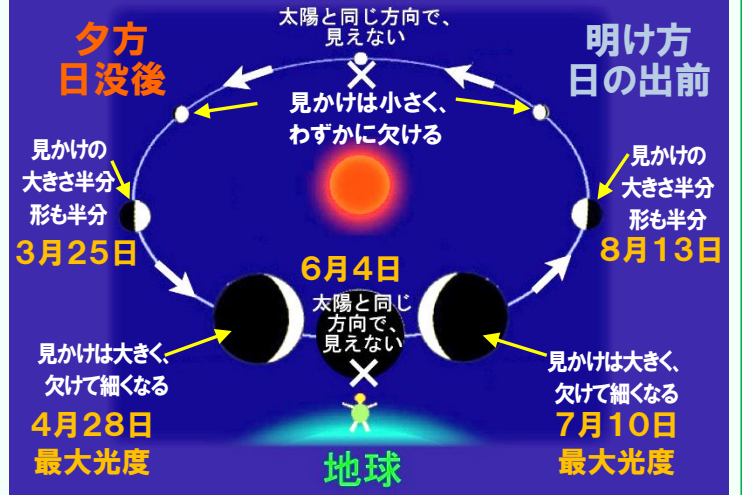 太陽と同じ方向で、
見えない
夕方
日没後
明け方
日の出前
見かけは小さく、
わずかに欠ける
見かけの
大きさ半分
形も半分
3月25日
見かけの
大きさ半分
形も半分
8月13日
6月4日
太陽と同じ
方向で、
見えない
見かけは大きく、
欠けて細くなる
4月28日
最大光度
見かけは大きく、
欠けて細くなる
7月10日
最大光度
地球